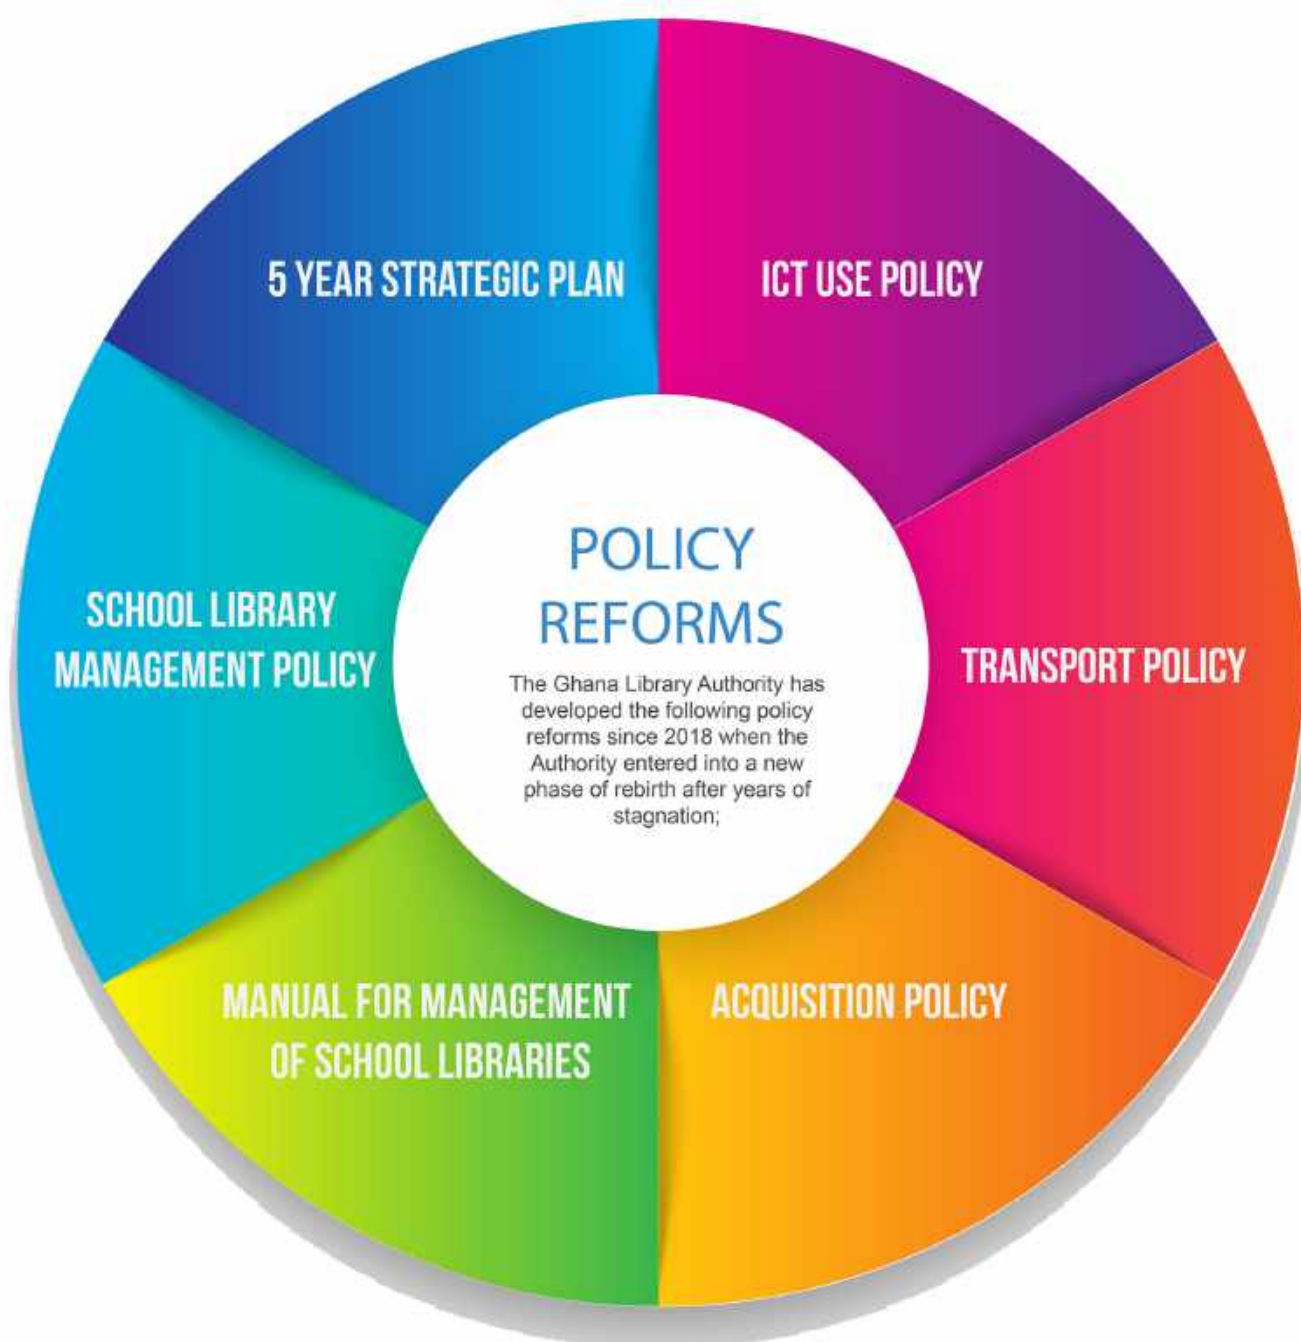 5 YEAR STRATEGIC PLAN
ICT USE POLICY
SCHOOL LIBRARY
MANAGEMENT POLICY
POLICY
REFORMS
The Ghana Library Authority has
developed the following policy
reforms since 2018 when the
Authority entered into a new
phase of rebirth after years of
stagnation;
TRANSPORT POLICY
MANUAL FOR MANAGEMENT
OF SCHOOL LIBRARIES
ACQUISITION POLICY